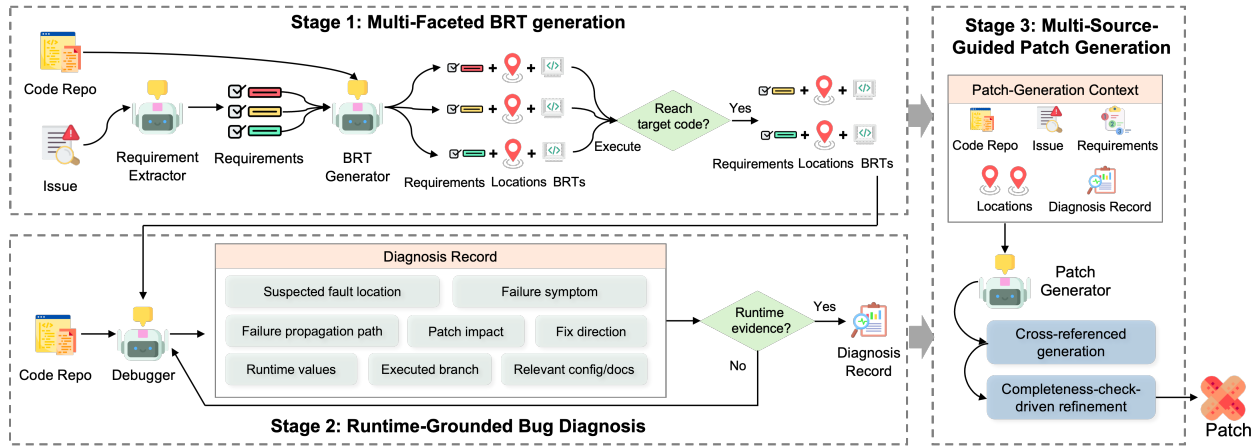 Stage 1: Multi-Faceted BRT generation
Code Repo
Issue
Requirement
Extractor
Requirements
BRT
Generator
Requirements Locations BRTs
Execute
Reach
target code?
Yes
Requirements Locations BRTs
Stage 2: Runtime-Grounded Bug Diagnosis
Code Repo
Debugger
Diagnosis Record
Suspected fault location
Failure symptom
Failure propagation path
Patch impact
Fix direction
Runtime values
Executed branch
Relevant config/docs
Runtime
evidence?
Yes
No
Diagnosis
Record
Stage 3: Multi-Source-
Guided Patch Generation
Patch-Generation Context
Code Repo
Issue
Requirements
Locations
Diagnosis Record
Patch
Generator
Cross-referenced
generation
Completeness-check-
driven refinement
Patch